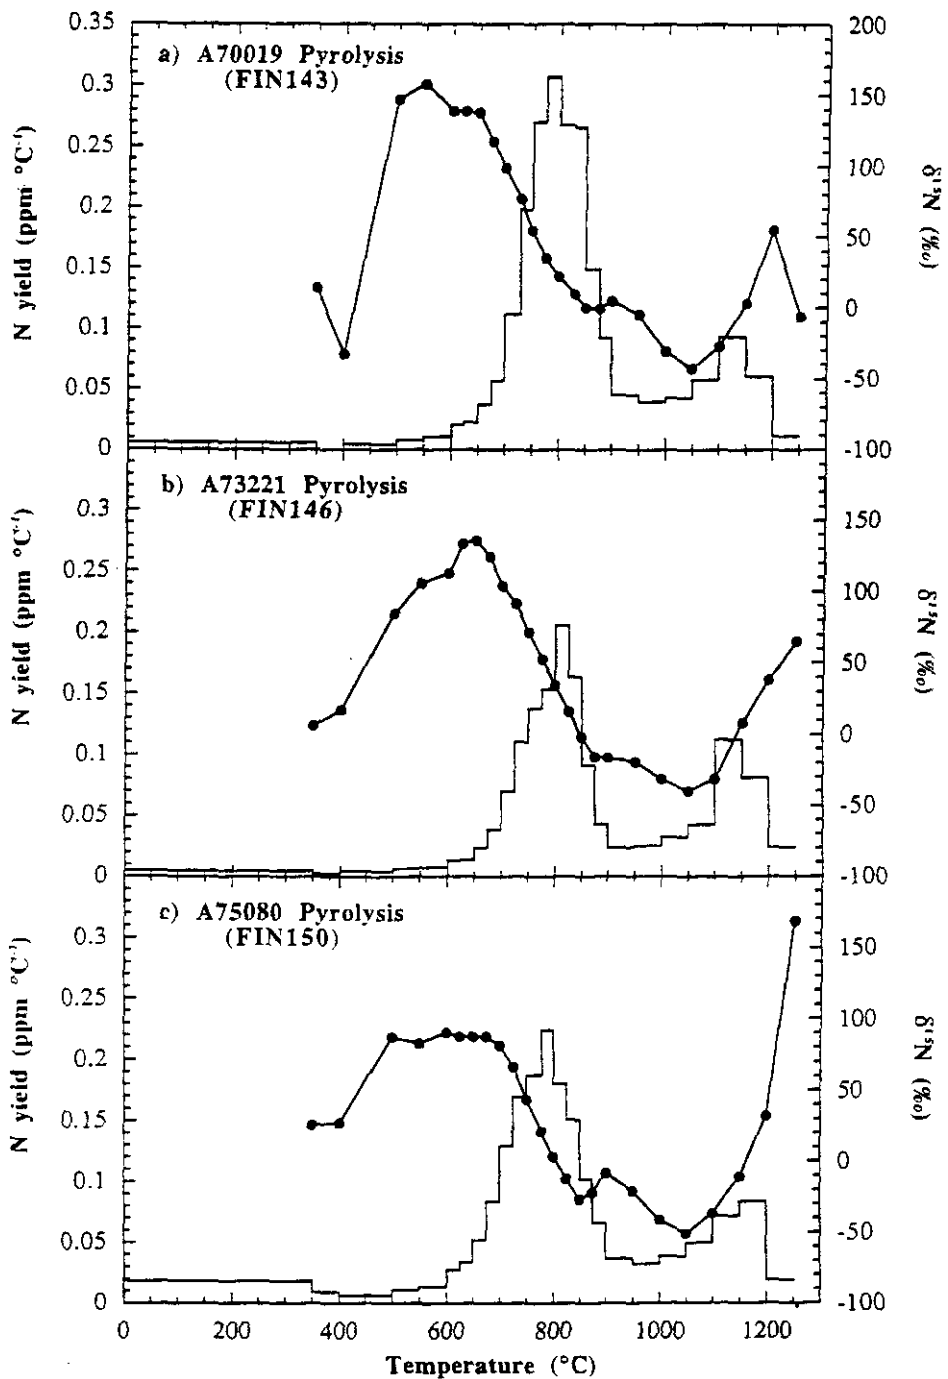 a) A70019 Pyrolysis
(FIN143)
0.35
0.3
0.25
0.2
0.15
0.1
0.05
0
N yield (ppm °C⁻¹)
200
150
100
50
0
-50
-100
δ¹⁵N (‰)
b) A73221 Pyrolysis
(FIN146)
0.3
0.25
0.2
0.15
0.1
0.05
0
N yield (ppm °C⁻¹)
150
100
50
0
-50
-100
δ¹⁵N (‰)
c) A75080 Pyrolysis
(FIN150)
0.3
0.25
0.2
0.15
0.1
0.05
0
N yield (ppm °C⁻¹)
150
100
50
0
-50
-100
δ¹⁵N (‰)
0 200 400 600 800 1000 1200
Temperature (°C)